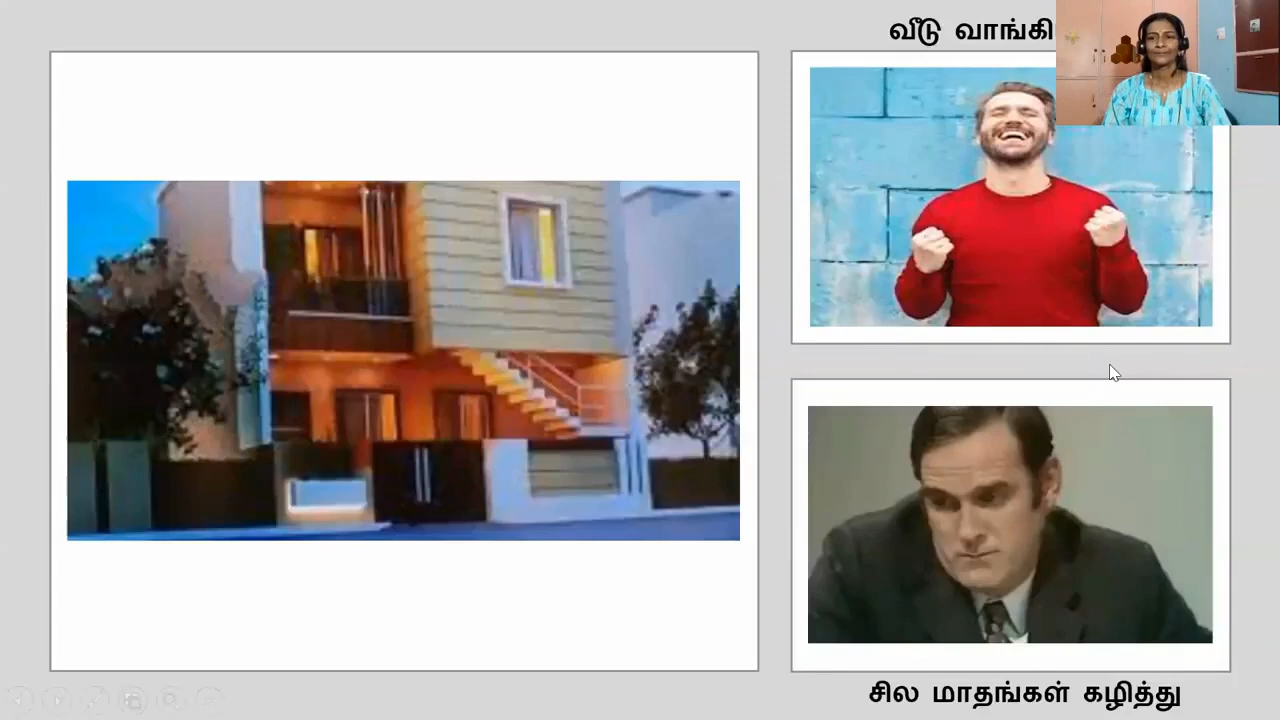 வீடு வாங்கி
சில மாதங்கள் கழித்து